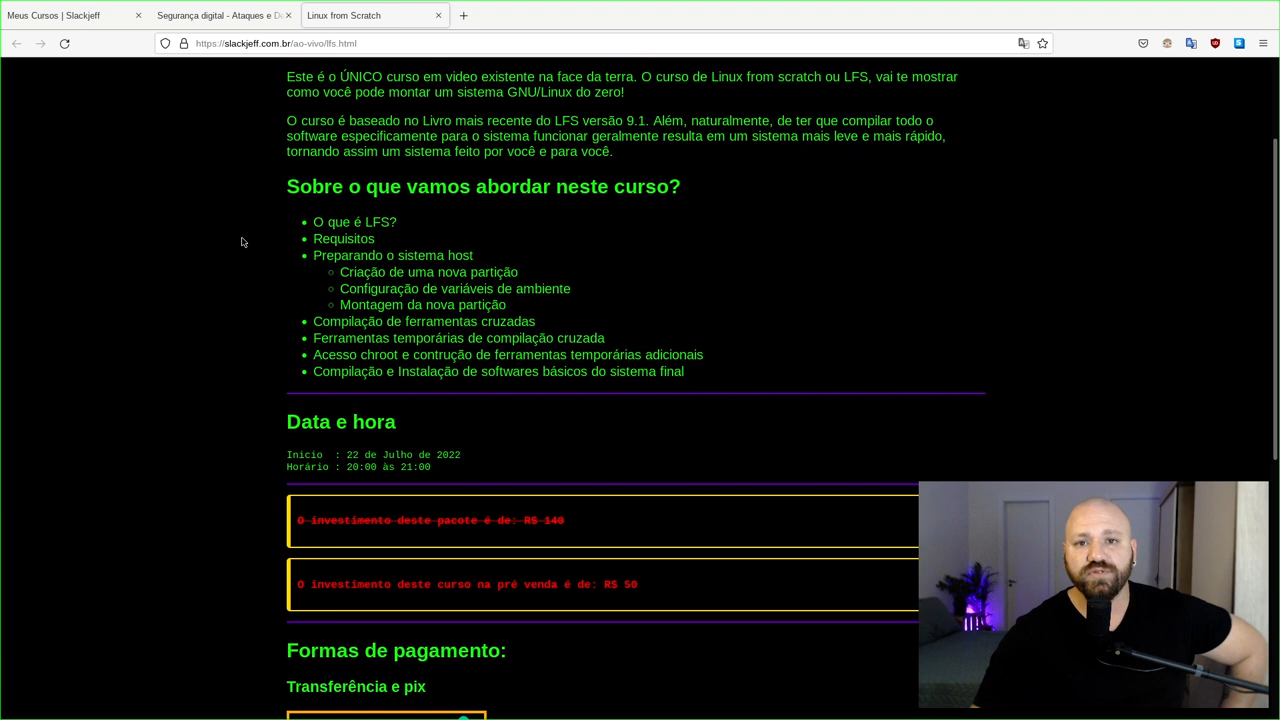 Meus Cursos | Slackjeff
Segurança digital - Ataques e De
Linux from Scratch
https://slackjeff.com.br/ao-vivo/lfs.html
Este é o ÚNICO curso em video existente na face da terra. O curso de Linux from scratch ou LFS, vai te mostrar
como você pode montar um sistema GNU/Linux do zero!
O curso é baseado no Livro mais recente do LFS versão 9.1. Além, naturalmente, de ter que compilar todo o
software especificamente para o sistema funcionar geralmente resulta em um sistema mais leve e mais rápido,
tornando assim um sistema feito por você e para você.
Sobre o que vamos abordar neste curso?
O que é LFS?
Requisitos
Preparando o sistema host
Criação de uma nova partição
Configuração de variáveis de ambiente
Montagem da nova partição
Compilação de ferramentas cruzadas
Ferramentas temporárias de compilação cruzada
Acesso chroot e contrução de ferramentas temporárias adicionais
Compilação e Instalação de softwares básicos do sistema final
Data e hora
Inicio : 22 de Julho de 2022
Horário : 20:00 às 21:00
O investimento deste pacote é de: R$ 140
O investimento deste curso na pré venda é de: R$ 50
Formas de pagamento:
Transferência e pix